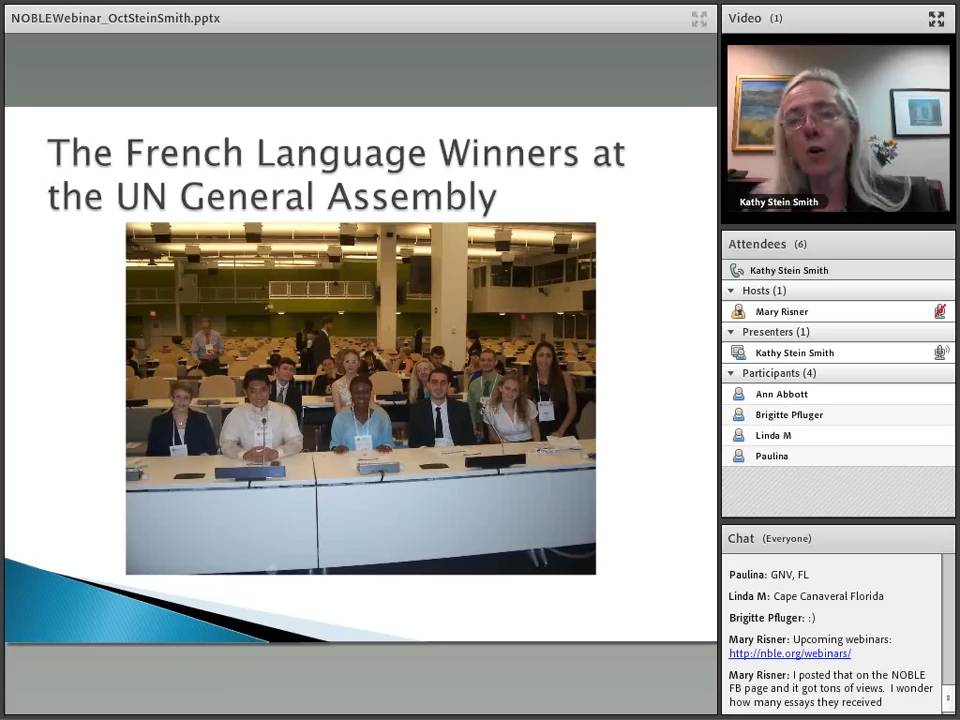 NOBLEWebinar_OctSteinSmith.pptx
The French Language Winners at
the UN General Assembly
Video (1)
Kathy Stein Smith
Attendees (6)
Kathy Stein Smith
Hosts (1)
Mary Risner
Presenters (1)
Kathy Stein Smith
Participants (4)
Ann Abbott
Brigitte Pfluger
Linda M
Paulina
Chat (Everyone)
Paulina: GNV, FL
Linda M: Cape Canaveral Florida
Brigitte Pfluger: :)
Mary Risner: Upcoming webinars:
http://nble.org/webinars/
Mary Risner: I posted that on the NOBLE
FB page and it got tons of views. I wonder
how many essays they received